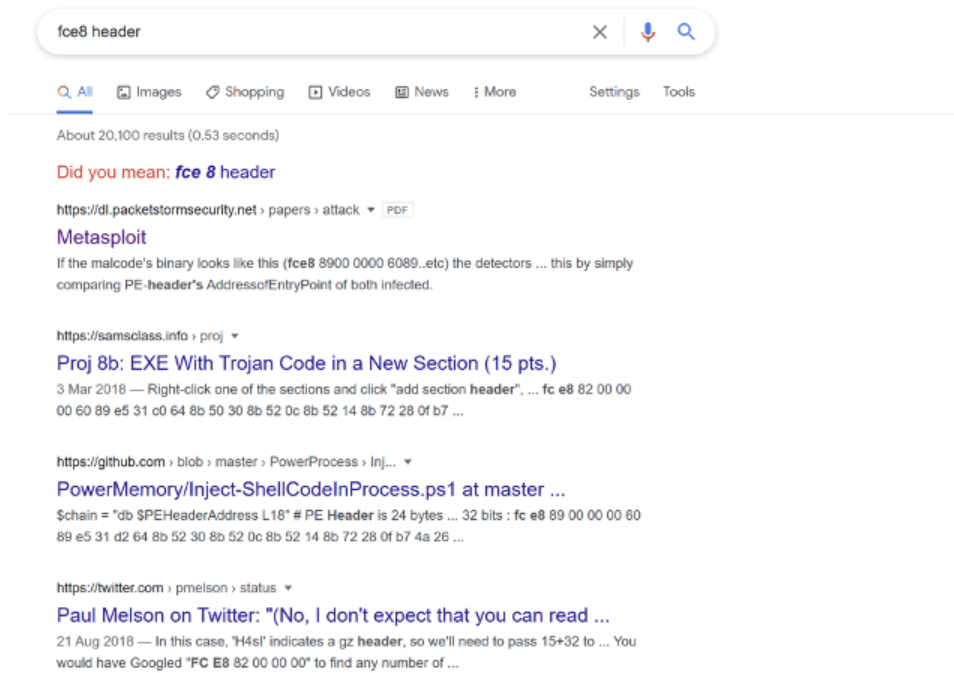 fce8 header
All Images Shopping Videos News More Settings Tools
About 20,100 results (0.53 seconds)
Did you mean: fce 8 header
https://dl.packetstormsecurity.net › papers › attack PDF
Metasploit
If the malcode's binary looks like this (fce8 8900 0000 6089..etc) the detectors ... this by simply
comparing PE-header's AddressofEntryPoint of both infected.
https://samsclass.info › proj
Proj 8b: EXE With Trojan Code in a New Section (15 pts.)
3 Mar 2018 — Right-click one of the sections and click "add section header", ... fc e8 82 00 00
00 60 89 e5 31 c0 64 8b 50 30 8b 52 0c 8b 52 14 8b 72 28 0f b7 ...
https://github.com › blob › master › PowerProcess › Inj...
PowerMemory/Inject-ShellCodeInProcess.ps1 at master ...
$chain = "db $PEHeaderAddress L18" # PE Header is 24 bytes ... 32 bits : fc e8 89 00 00 00 60
89 e5 31 d2 64 8b 52 30 8b 52 0c 8b 52 14 8b 72 28 0f b7 4a 26 ...
https://twitter.com › pmelson › status
Paul Melson on Twitter: "(No, I don't expect that you can read ...
21 Aug 2018 — In this case, 'H4sI' indicates a gz header, so we'll need to pass 15+32 to ... You
would have Googled "FC E8 82 00 00 00" to find any number of ...